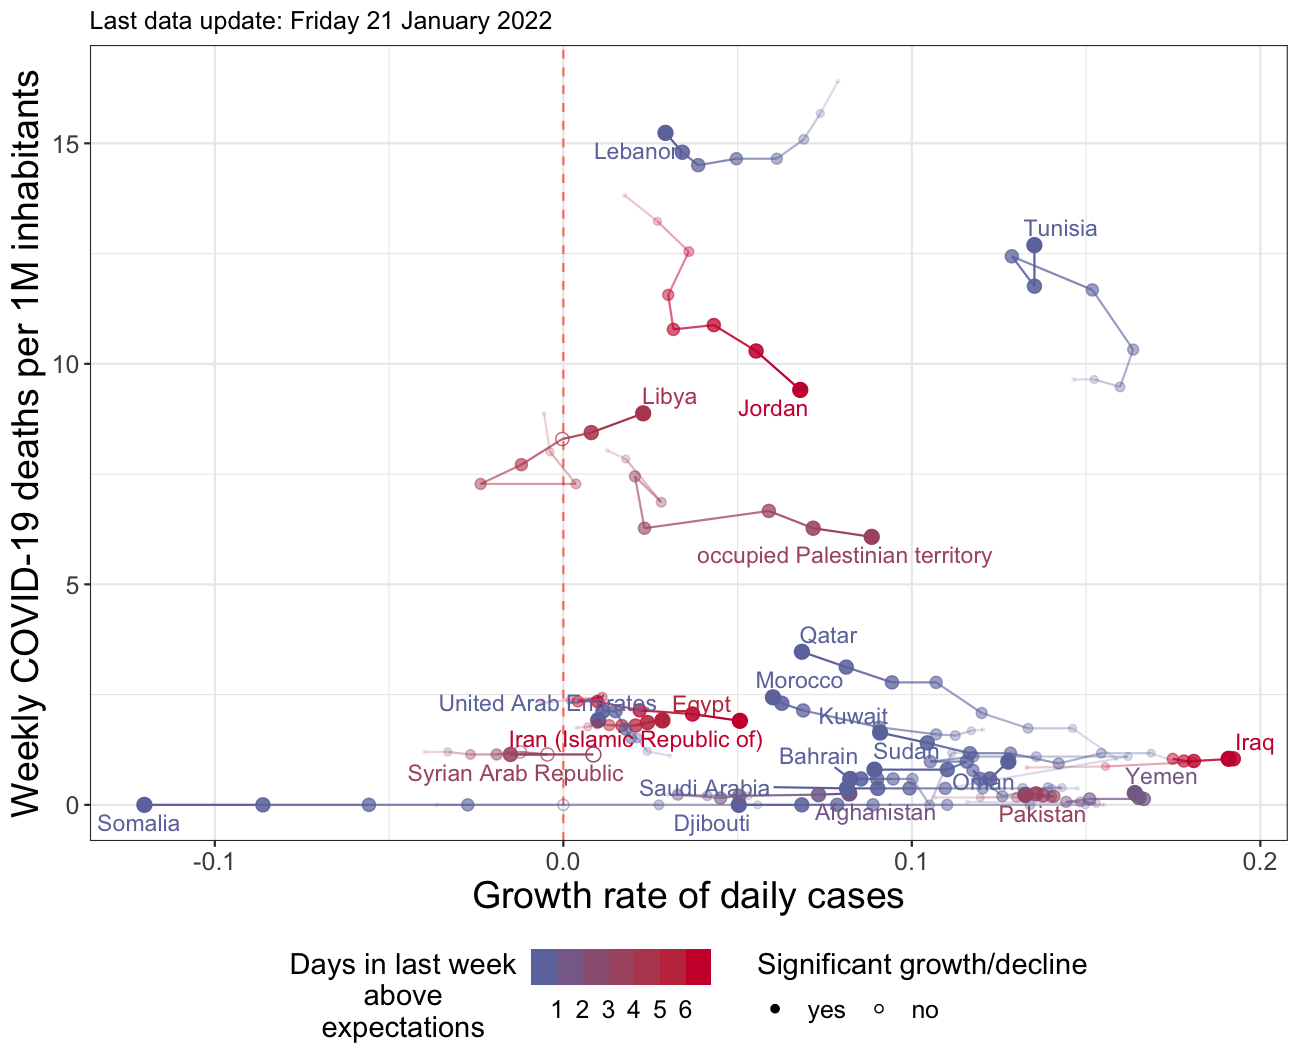 Last data update: Friday 21 January 2022
Weekly COVID-19 deaths per 1M inhabitants
15
10
5
0
Lebanon
Tunisia
Libya
Jordan
occupied Palestinian territory
Qatar
Morocco
United Arab Emirates
Egypt
Kuwait
Iran (Islamic Republic of)
Iraq
Sudan
Bahrain
Syrian Arab Republic
Yemen
Oman
Saudi Arabia
Afghanistan
Pakistan
Somalia
Djibouti
-0.1
0.0
0.1
0.2
Growth rate of daily cases
Days in last week
above
expectations
1 2 3 4 5 6
Significant growth/decline
yes
no